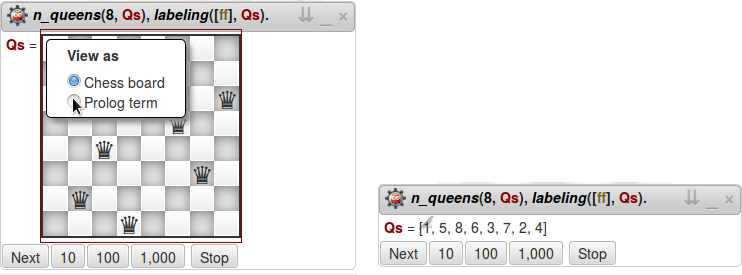 n_queens(8, Qs), labeling([ff], Qs).
Qs =
View as
Chess board
Prolog term
Next 10 100 1,000 Stop
n_queens(8, Qs), labeling([ff], Qs).
Qs = [1, 5, 8, 6, 3, 7, 2, 4]
Next 10 100 1,000 Stop